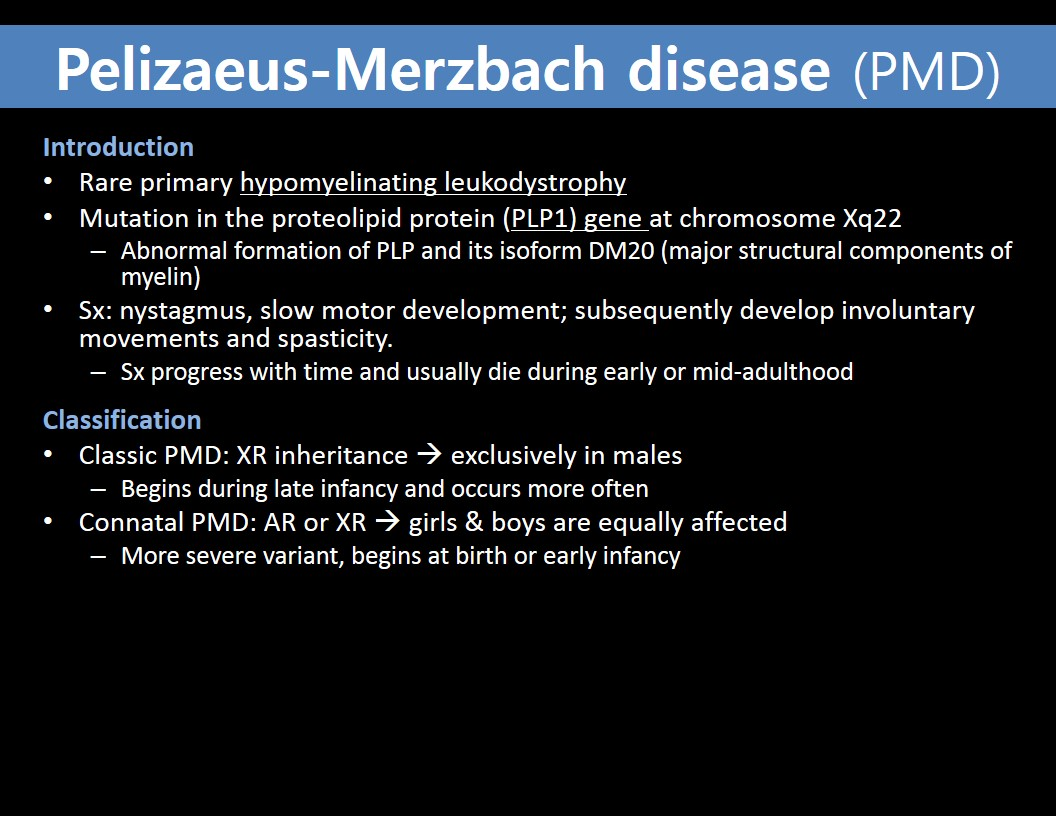 Pelizaeus-Merzbach disease (PMD)
Introduction
• Rare primary hypomyelinating leukodystrophy
• Mutation in the proteolipid protein (PLP1) gene at chromosome Xq22
– Abnormal formation of PLP and its isoform DM20 (major structural components of
myelin)
• Sx: nystagmus, slow motor development; subsequently develop involuntary
movements and spasticity.
– Sx progress with time and usually die during early or mid-adulthood
Classification
• Classic PMD: XR inheritance → exclusively in males
– Begins during late infancy and occurs more often
• Connatal PMD: AR or XR → girls & boys are equally affected
– More severe variant, begins at birth or early infancy